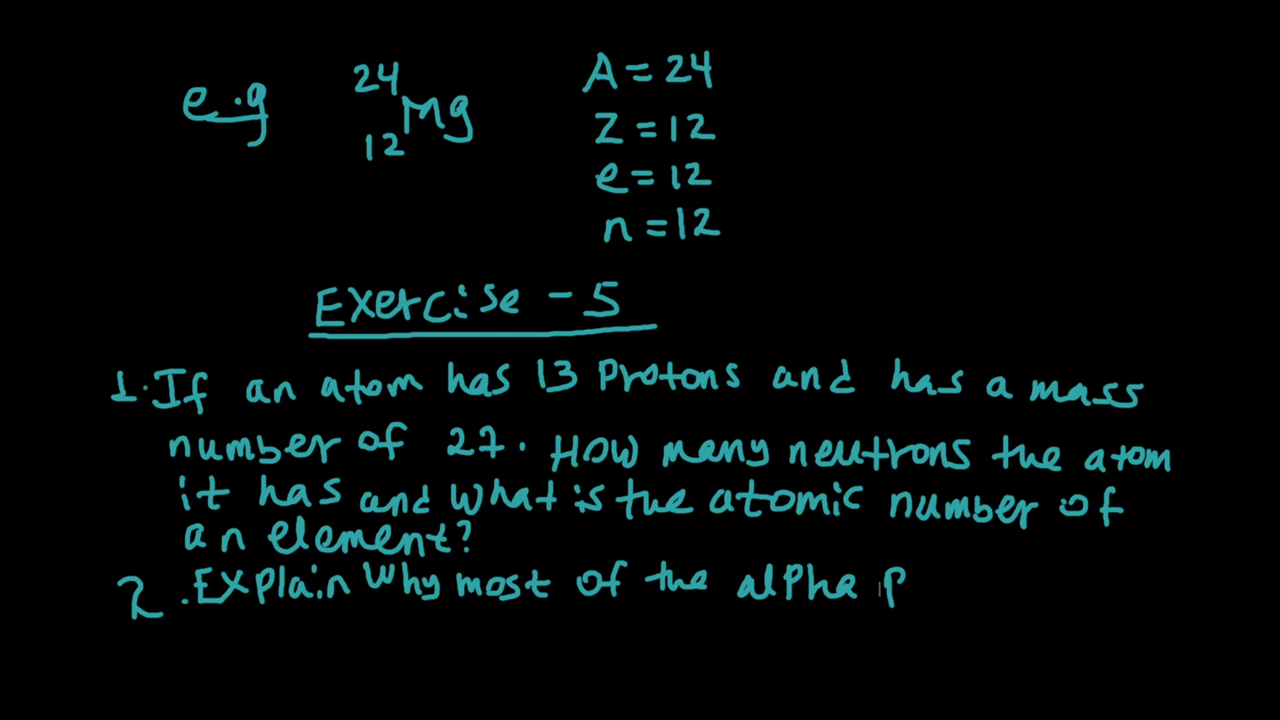 e.g 24 12 Mg A = 24
Z = 12
e = 12
n = 12
Exercise - 5
1. If an atom has 13 Protons and has a mass
number of 27. How many neutrons the atom
it has and what is the atomic number of
an element?
2. Explain why most of the alpha p